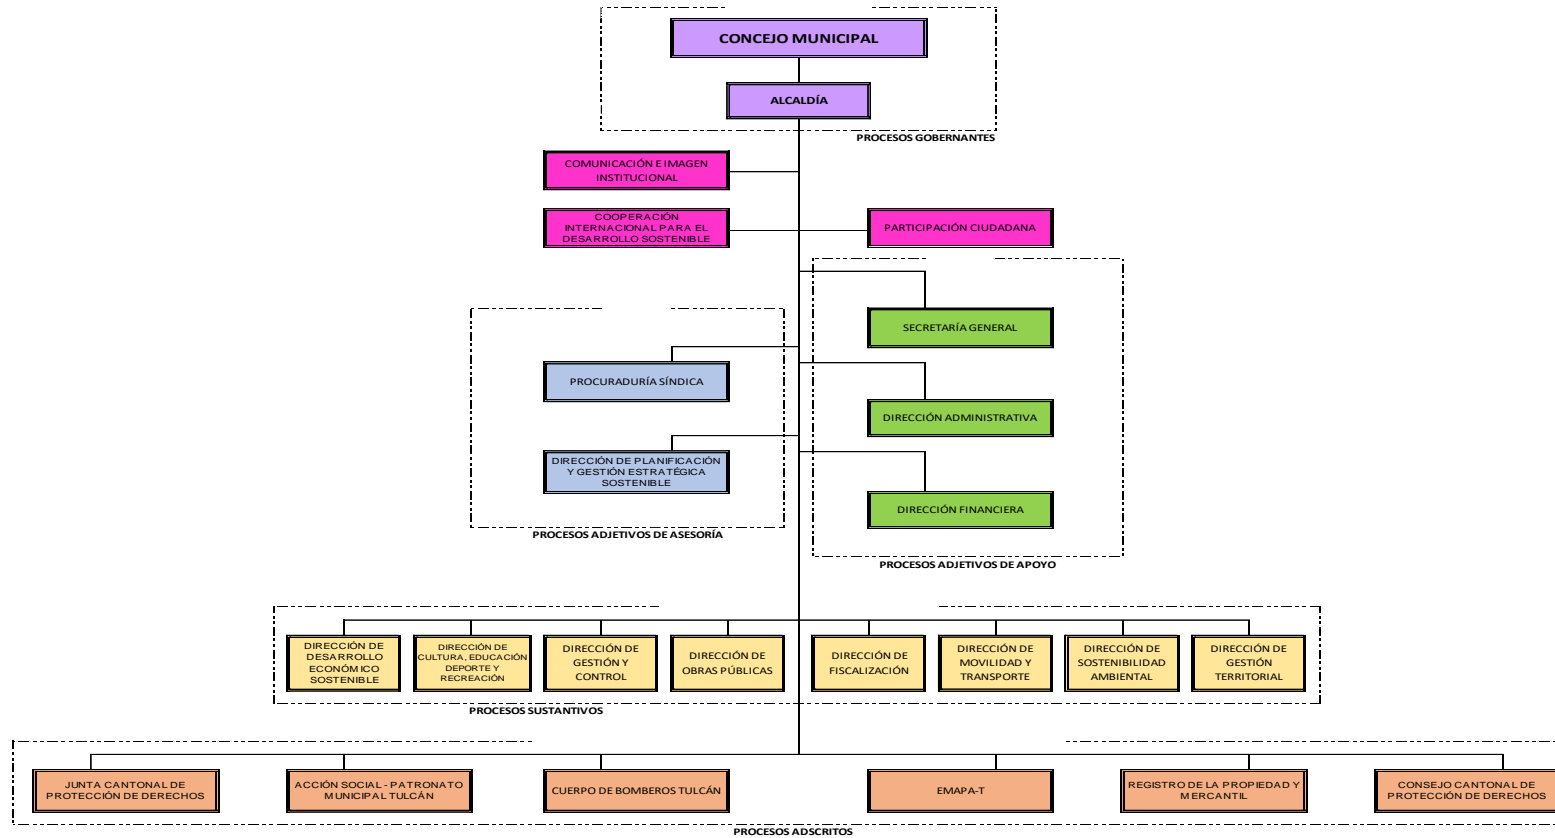 CONCEJO MUNICIPAL
ALCALDÍA
PROCESOS GOBERNANTES
COMUNICACIÓN E IMAGEN
INSTITUCIONAL
COOPERACIÓN
INTERNACIONAL PARA EL
DESARROLLO SOSTENIBLE
PARTICIPACIÓN CIUDADANA
SECRETARÍA GENERAL
PROCURADURÍA SÍNDICA
DIRECCIÓN ADMINISTRATIVA
DIRECCIÓN DE PLANIFICACIÓN
Y GESTIÓN ESTRATÉGICA
SOSTENIBLE
DIRECCIÓN FINANCIERA
PROCESOS ADJETIVOS DE ASESORÍA
PROCESOS ADJETIVOS DE APOYO
DIRECCIÓN DE
DESARROLLO
ECONÓMICO
SOSTENIBLE
DIRECCIÓN DE
CULTURA, EDUCACIÓN
DEPORTE Y
RECREACIÓN
DIRECCIÓN DE
GESTIÓN Y
CONTROL
DIRECCIÓN DE
OBRAS PÚBLICAS
DIRECCIÓN DE
FISCALIZACIÓN
DIRECCIÓN DE
MOVILIDAD Y
TRANSPORTE
DIRECCIÓN DE
SOSTENIBILIDAD
AMBIENTAL
DIRECCIÓN DE
GESTIÓN
TERRITORIAL
PROCESOS SUSTANTIVOS
JUNTA CANTONAL DE
PROTECCIÓN DE DERECHOS
ACCIÓN SOCIAL - PATRONATO
MUNICIPAL TULCÁN
CUERPO DE BOMBEROS TULCÁN
EMAPA-T
REGISTRO DE LA PROPIEDAD Y
MERCANTIL
CONSEJO CANTONAL DE
PROTECCIÓN DE DERECHOS
PROCESOS ADSCRITOS